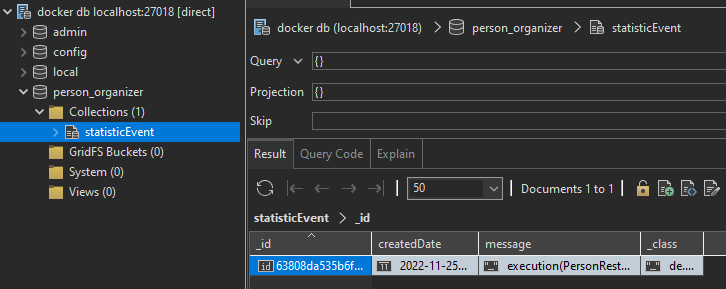 docker db localhost:27018 [direct]
admin
config
local
person_organizer
Collections (1)
statisticEvent
GridFS Buckets (0)
System (0)
Views (0)
docker db (localhost:27018) person_organizer statisticEvent
Query {}
Projection {}
Skip
Result Query Code Explain
50 Documents 1 to 1
statisticEvent > _id
_id createdDate message _class
63808da535b6f... 2022-11-25... execution(PersonRest... de....